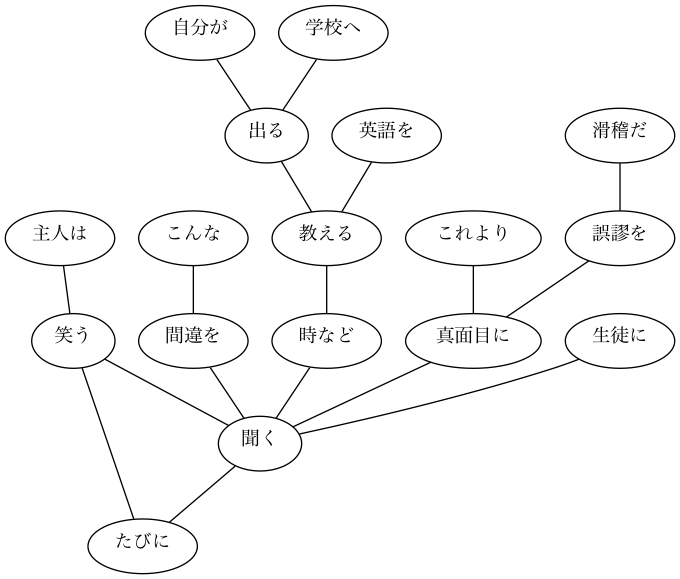 自分が 学校へ
出る 英語を 滑稽だ
主人は こんな 教える これより 誤謬を
笑う 間違を 時など 真面目に 生徒に
聞く
たびに